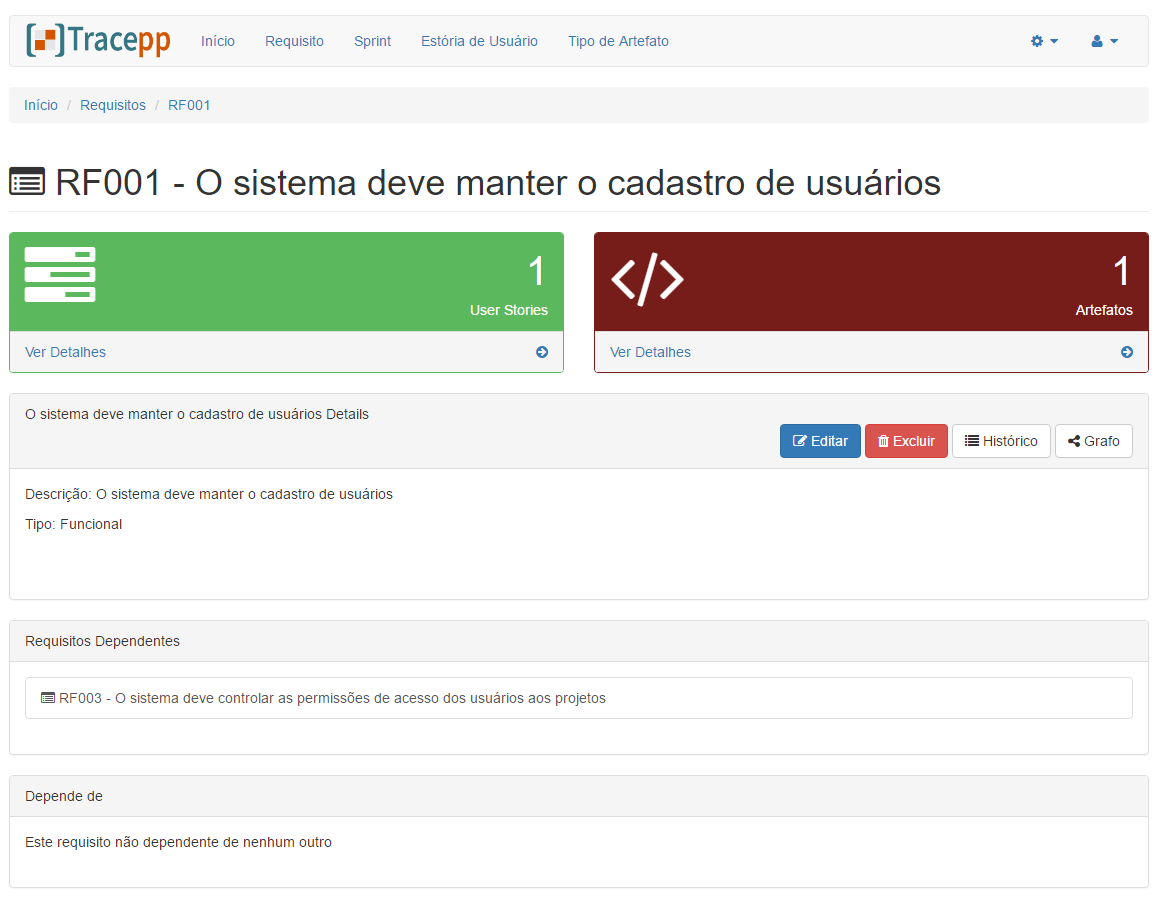 Tracepp Início Requisito Sprint Estória de Usuário Tipo de Artefato
Início / Requisitos / RF001
RF001 - O sistema deve manter o cadastro de usuários
1
User Stories
Ver Detalhes
</> 1
Artefatos
Ver Detalhes
O sistema deve manter o cadastro de usuários Details
Editar Excluir Histórico Grafo
Descrição: O sistema deve manter o cadastro de usuários
Tipo: Funcional
Requisitos Dependentes
RF003 - O sistema deve controlar as permissões de acesso dos usuários aos projetos
Depende de
Este requisito não dependente de nenhum outro